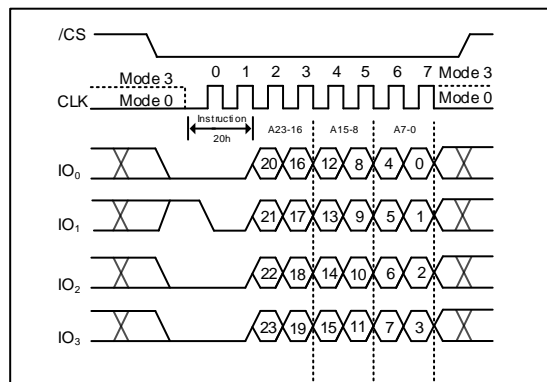 /CS
0 1 2 3 4 5 6 7
Mode 3 Mode 3
CLK Mode 0 Mode 0
Instruction A23-16 A15-8 A7-0
20h
IO0 20 16 12 8 4 0
IO1 21 17 13 9 5 1
IO2 22 18 14 10 6 2
IO3 23 19 15 11 7 3